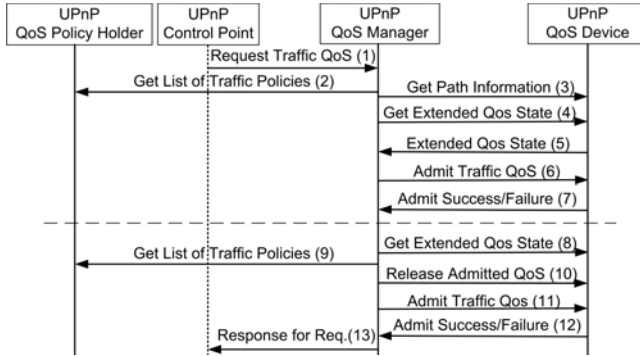 UPnP
QoS Policy Holder
UPnP
Control Point
UPnP
QoS Manager
UPnP
QoS Device
Request Traffic QoS (1)
Get List of Traffic Policies (2)
Get Path Information (3)
Get Extended Qos State (4)
Extended Qos State (5)
Admit Traffic QoS (6)
Admit Success/Failure (7)
Get Extended Qos State (8)
Get List of Traffic Policies (9)
Release Admitted QoS (10)
Admit Traffic Qos (11)
Admit Success/Failure (12)
Response for Req.(13)